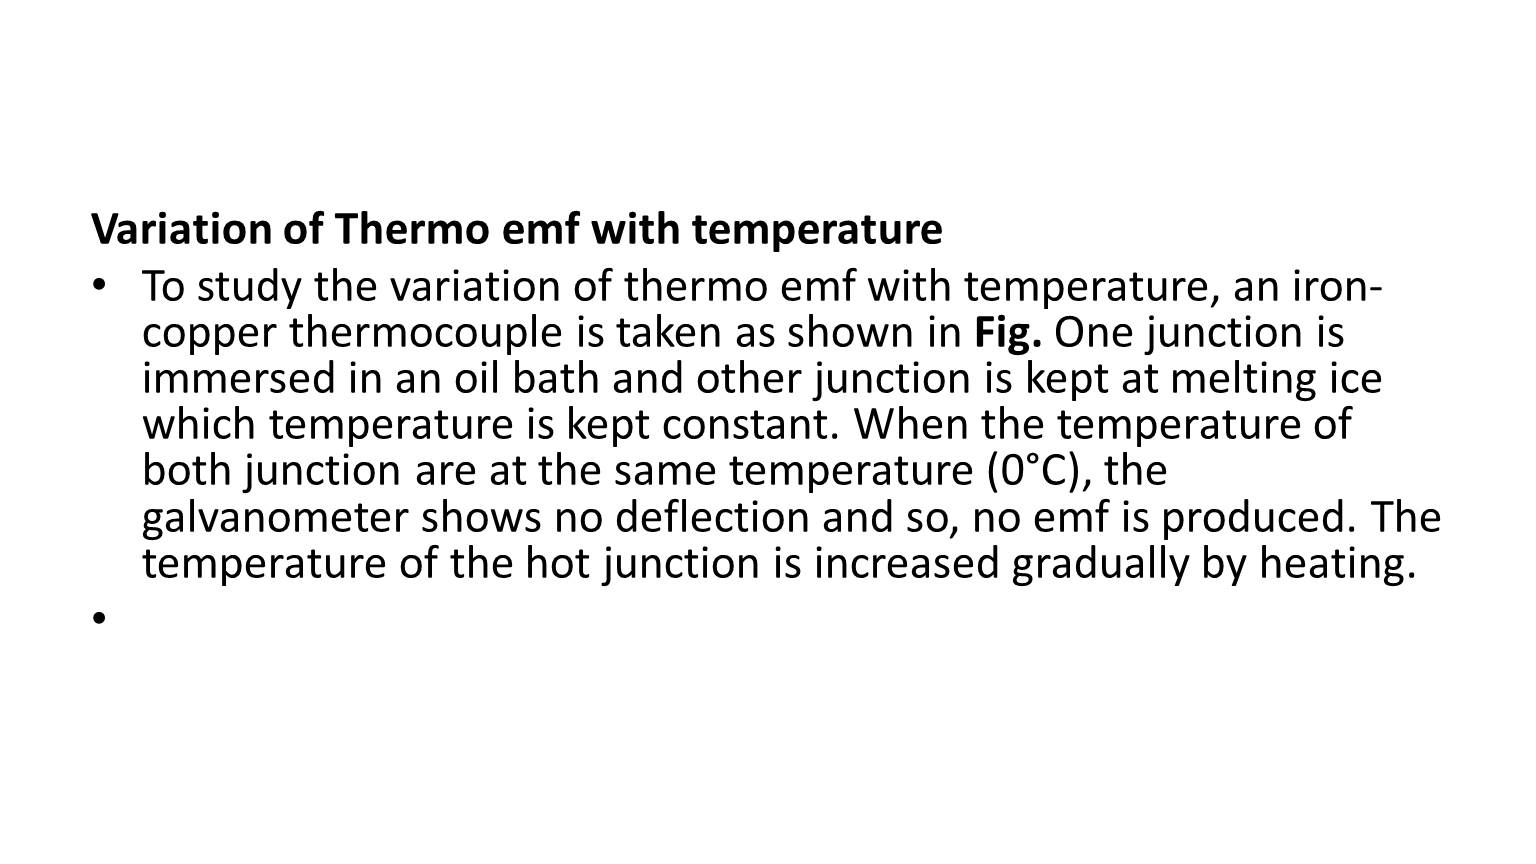 Variation of Thermo emf with temperature
• To study the variation of thermo emf with temperature, an iron-
copper thermocouple is taken as shown in Fig. One junction is
immersed in an oil bath and other junction is kept at melting ice
which temperature is kept constant. When the temperature of
both junction are at the same temperature (0°C), the
galvanometer shows no deflection and so, no emf is produced. The
temperature of the hot junction is increased gradually by heating.
•